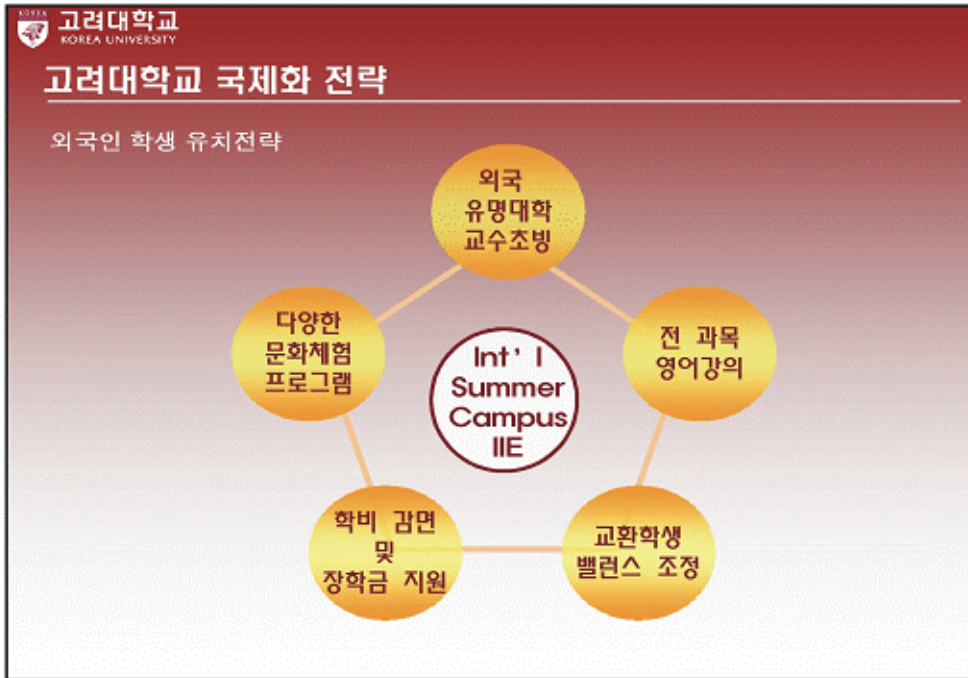 KOREA
고려대학교
KOREA UNIVERSITY
고려대학교 국제화 전략
외국인 학생 유치전략
외국
유명대학
교수초빙
다양한
문화체험
프로그램
전 과목
영어강의
Int' l
Summer
Campus
IIE
학비 감면
및
장학금 지원
교환학생
밸런스 조정